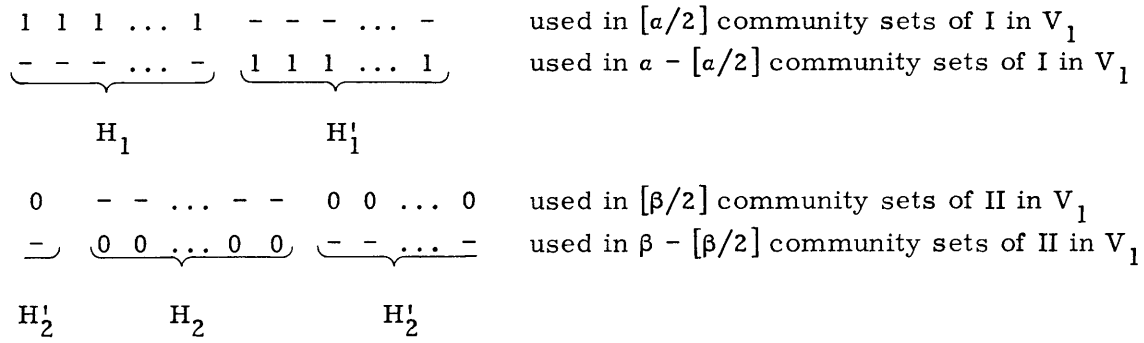 1 1 1 ... 1 - - - ... - used in [α/2] community sets of I in V₁
- - - ... - 1 1 1 ... 1 used in α - [α/2] community sets of I in V₁
H₁ H'₁
0 - - ... - - 0 0 ... 0 used in [β/2] community sets of II in V₁
- 0 0 ... 0 0 - - ... - used in β - [β/2] community sets of II in V₁
H'₂ H₂ H'₂